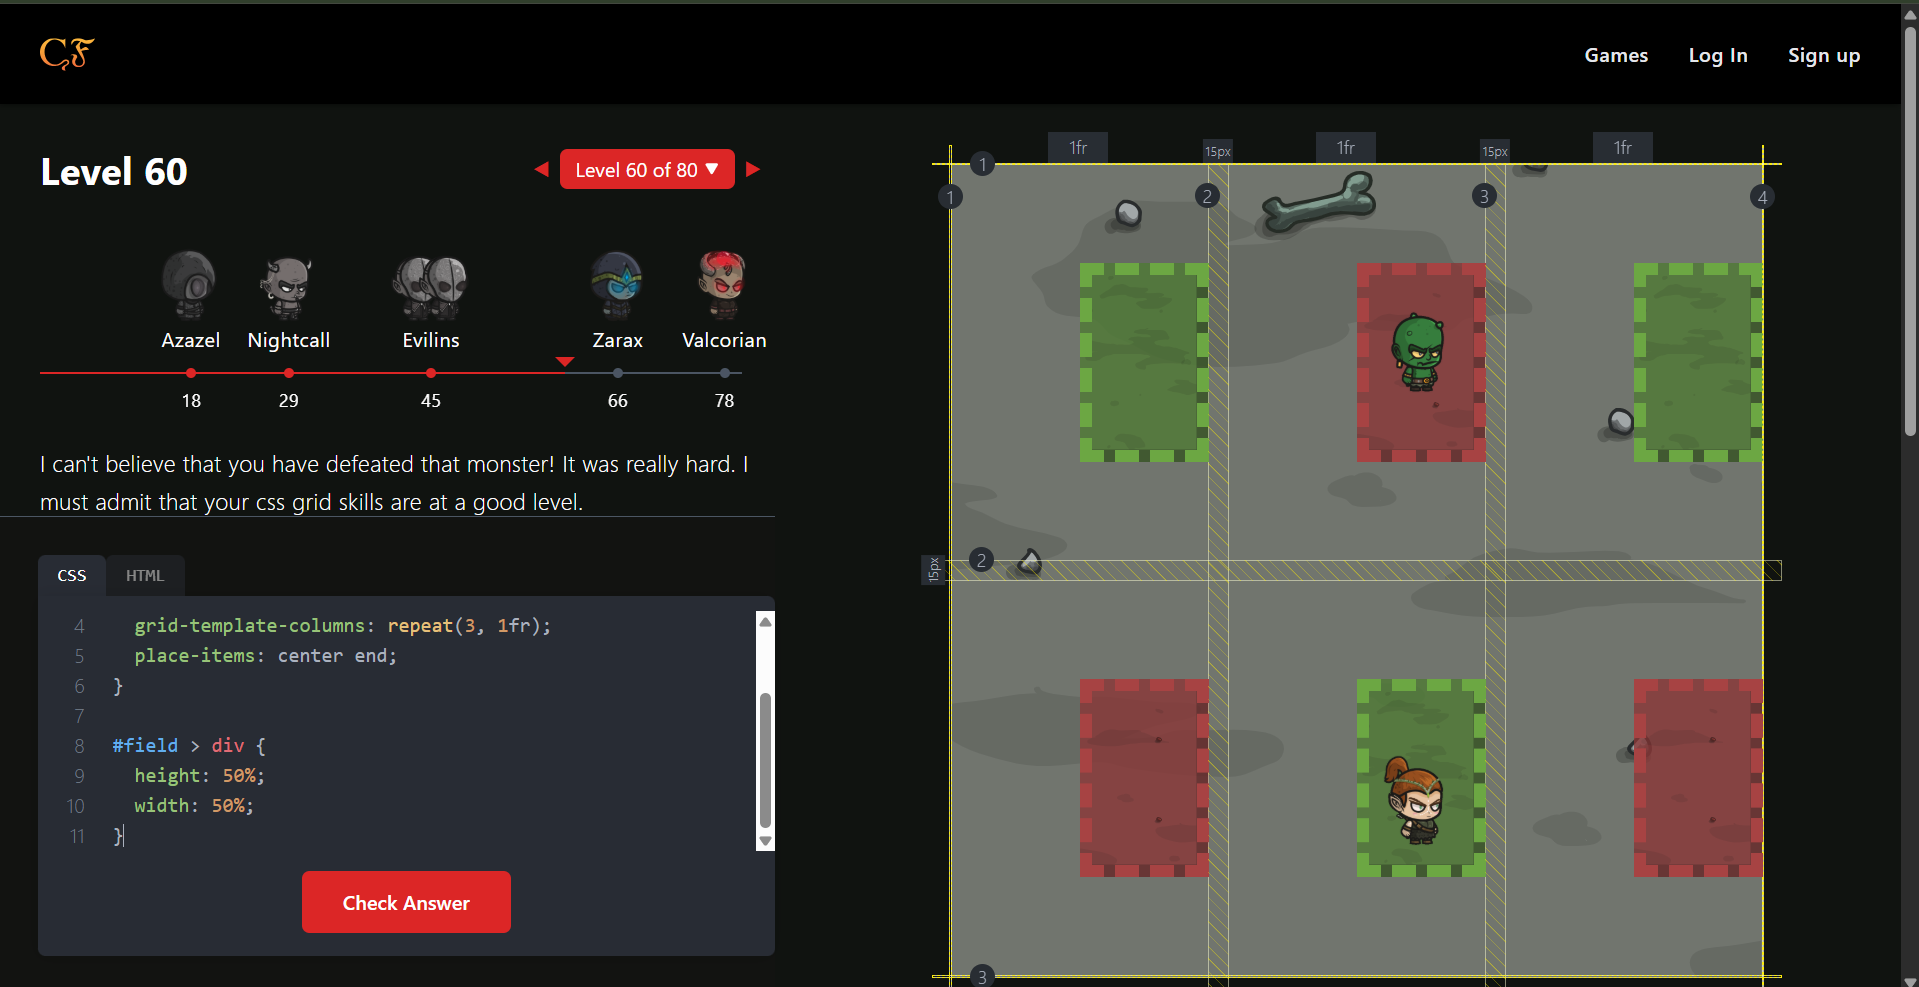 CF
Games
Log In
Sign up
Level 60
Level 60 of 80 ▼
Azazel
Nightcall
Evilins
Zarax
Valcorian
18
29
45
66
78
I can't believe that you have defeated that monster! It was really hard. I
must admit that your css grid skills are at a good level.
CSS
HTML
4 grid-template-columns: repeat(3, 1fr);
5 place-items: center end;
6 }
7
8 #field > div {
9 height: 50%;
10 width: 50%;
11 }
Check Answer
1fr
15px
1fr
15px
1fr
1
1
2
3
4
15px
2
3